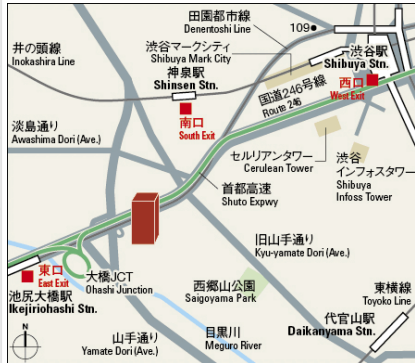 田園都市線
Denentoshi Line
109
井の頭線
Inokashira Line
渋谷マークシティ
Shibuya Mark City
渋谷駅
Shibuya Stn.
神泉駅
Shinsen Stn.
国道246号線
Route 246
西口
West Exit
南口
South Exit
淡島通り
Awashima Dori (Ave.)
セルリアンタワー
Cerulean Tower
渋谷
インフォスタワー
Shibuya
Infoss Tower
首都高速
Shuto Expwy
旧山手通り
Kyu-yamate Dori (Ave.)
東口
East Exit
大橋JCT
Ohashi Junction
西郷山公園
Saigoyama Park
池尻大橋駅
Ikejiriohashi Stn.
東横線
Toyoko Line
代官山駅
Daikanyama Stn.
目黒川
Meguro River
山手通り
Yamate Dori (Ave.)
N